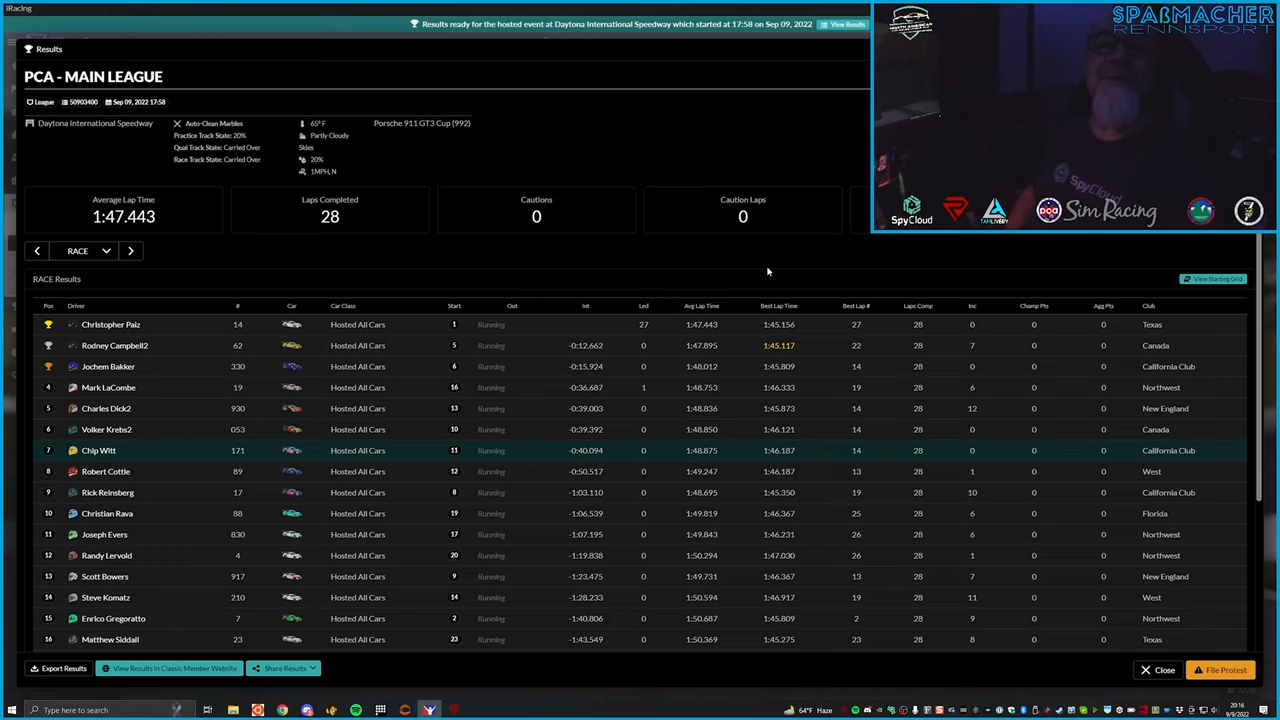 iRacing
Results ready for the hosted event at Daytona International Speedway which started at 17:58 on Sep 09, 2022 View Results
SPAßMACHER
RENNSPORT
Results
PCA - MAIN LEAGUE
League 50903400 Sep 09, 2022 17:58
Daytona International Speedway Auto-Clean Marbles 65° F Porsche 911 GT3 Cup (992)
Practice Track State: 20% Partly Cloudy
Qual Track State: Carried Over Skies
Race Track State: Carried Over 20%
1MPH, N
Average Lap Time Laps Completed Cautions Caution Laps
1:47.443 28 0 0
SpyCloud
SpyCloud TAMLIVERY pca Sim Racing
RACE
RACE Results View Starting Grid
Pos Driver # Car Car Class Start Out Int Led Avg Lap Time Best Lap Time Best Lap # Laps Comp Inc Champ Pts Agg Pts Club
Christopher Paiz 14 Hosted All Cars 1 Running 27 1:47.443 1:45.156 27 28 0 0 0 Texas
Rodney Campbell2 62 Hosted All Cars 5 Running -0:12.662 0 1:47.895 1:45.117 22 28 7 0 0 Canada
Jochem Bakker 330 Hosted All Cars 6 Running -0:15.924 0 1:48.012 1:45.809 14 28 0 0 0 California Club
4 Mark LaCombe 19 Hosted All Cars 16 Running -0:36.687 1 1:48.753 1:46.333 19 28 6 0 0 Northwest
5 Charles Dick2 930 Hosted All Cars 13 Running -0:39.003 0 1:48.836 1:45.873 14 28 12 0 0 New England
6 Volker Krebs2 053 Hosted All Cars 10 Running -0:39.392 0 1:48.850 1:46.121 14 28 0 0 0 Canada
7 Chip Witt 171 Hosted All Cars 11 Running -0:40.094 0 1:48.875 1:46.187 14 28 0 0 0 California Club
8 Robert Cottle 89 Hosted All Cars 12 Running -0:50.517 0 1:49.247 1:46.187 13 28 1 0 0 West
9 Rick Reinsberg 17 Hosted All Cars 8 Running -1:03.110 0 1:48.695 1:45.350 19 28 10 0 0 California Club
10 Christian Rava 88 Hosted All Cars 19 Running -1:06.539 0 1:49.819 1:46.367 25 28 6 0 0 Florida
11 Joseph Evers 830 Hosted All Cars 17 Running -1:07.195 0 1:49.843 1:46.231 26 28 6 0 0 Northwest
12 Randy Lervold 4 Hosted All Cars 20 Running -1:19.838 0 1:50.294 1:47.030 26 28 1 0 0 Northwest
13 Scott Bowers 917 Hosted All Cars 9 Running -1:23.475 0 1:49.731 1:46.367 13 28 7 0 0 New England
14 Steve Komatz 210 Hosted All Cars 14 Running -1:28.233 0 1:50.594 1:46.917 19 28 11 0 0 West
15 Enrico Gregoratto 7 Hosted All Cars 2 Running -1:40.806 0 1:50.687 1:45.809 2 28 9 0 0 Northwest
16 Matthew Siddall 23 Hosted All Cars 23 Running -1:43.549 0 1:50.369 1:45.275 23 28 8 0 0 Texas
Export Results View Results in Classic Member Website Share Results Close File Protest
Type here to search 64°F Haze 20:16
9/9/2022